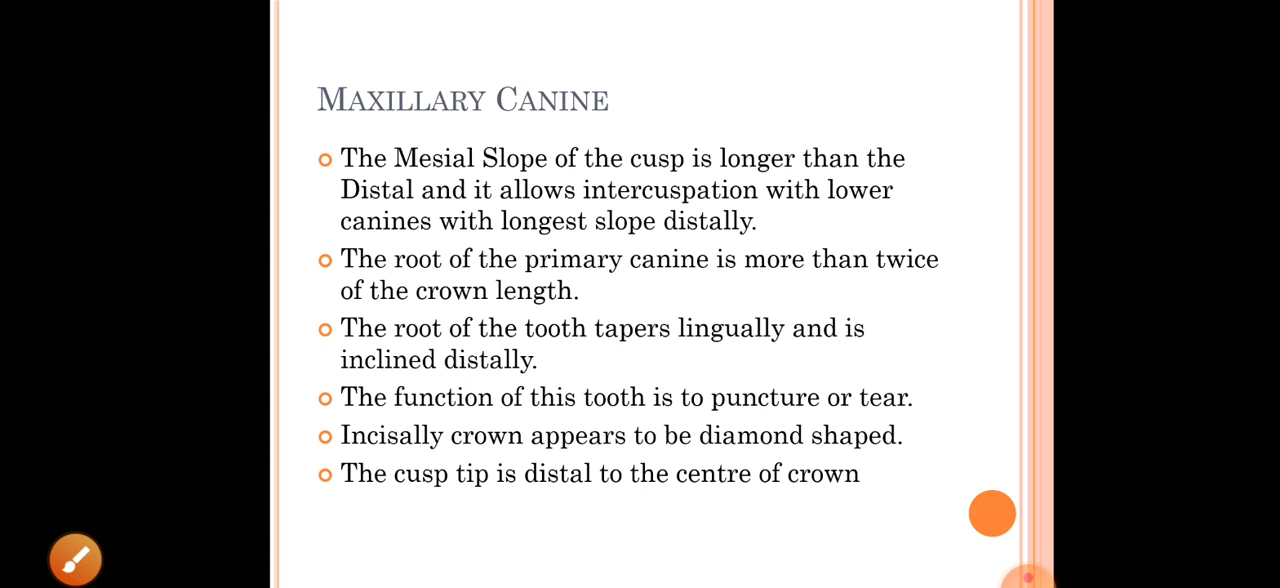 MAXILLARY CANINE
The Mesial Slope of the cusp is longer than the
Distal and it allows intercuspation with lower
canines with longest slope distally.
The root of the primary canine is more than twice
of the crown length.
The root of the tooth tapers lingually and is
inclined distally.
The function of this tooth is to puncture or tear.
Incisally crown appears to be diamond shaped.
The cusp tip is distal to the centre of crown